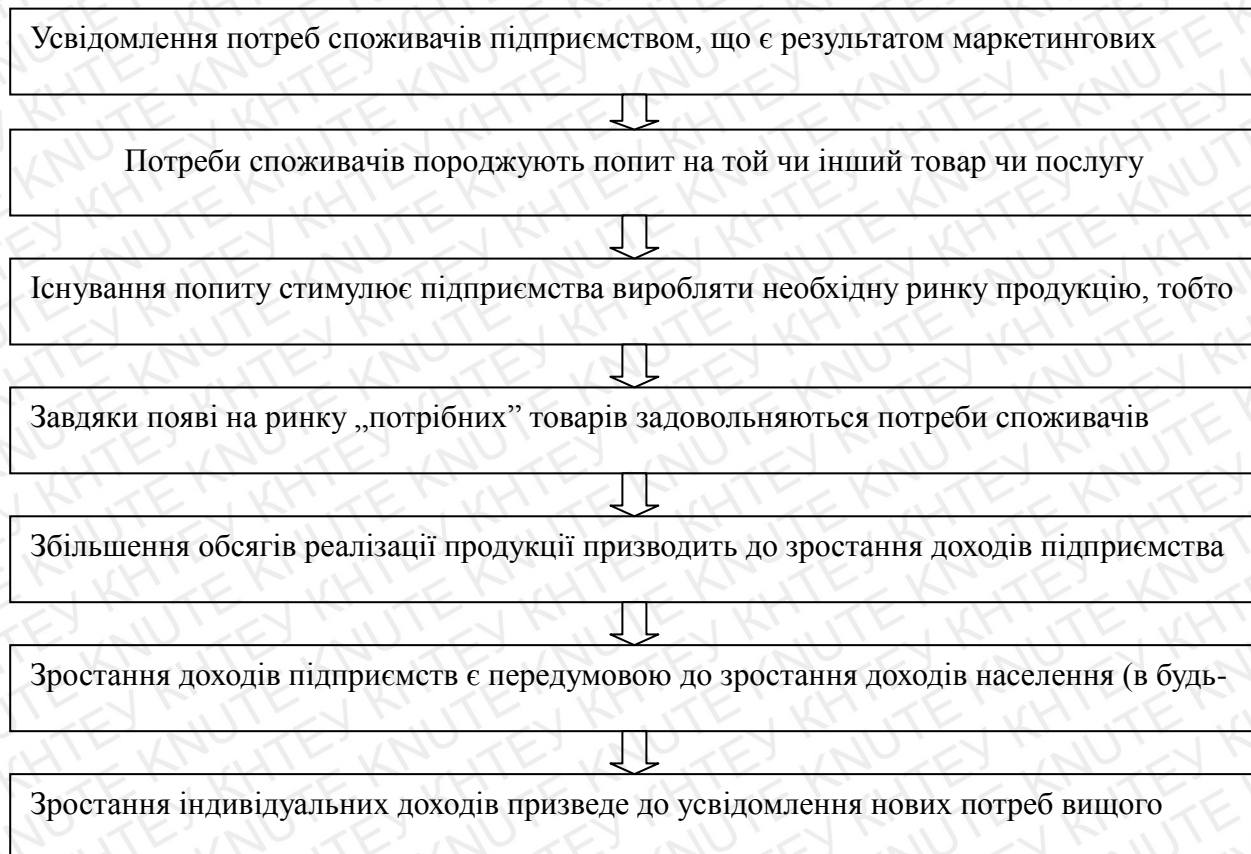 Усвідомлення потреб споживачів підприємством, що є результатом маркетингових
Потреби споживачів породжують попит на той чи інший товар чи послугу
Існування попиту стимулює підприємства виробляти необхідну ринку продукцію, тобто
Завдяки появі на ринку „потрібних” товарів задовольняються потреби споживачів
Збільшення обсягів реалізації продукції призводить до зростання доходів підприємства
Зростання доходів підприємств є передумовою до зростання доходів населення (в будь-
Зростання індивідуальних доходів призведе до усвідомлення нових потреб вищого